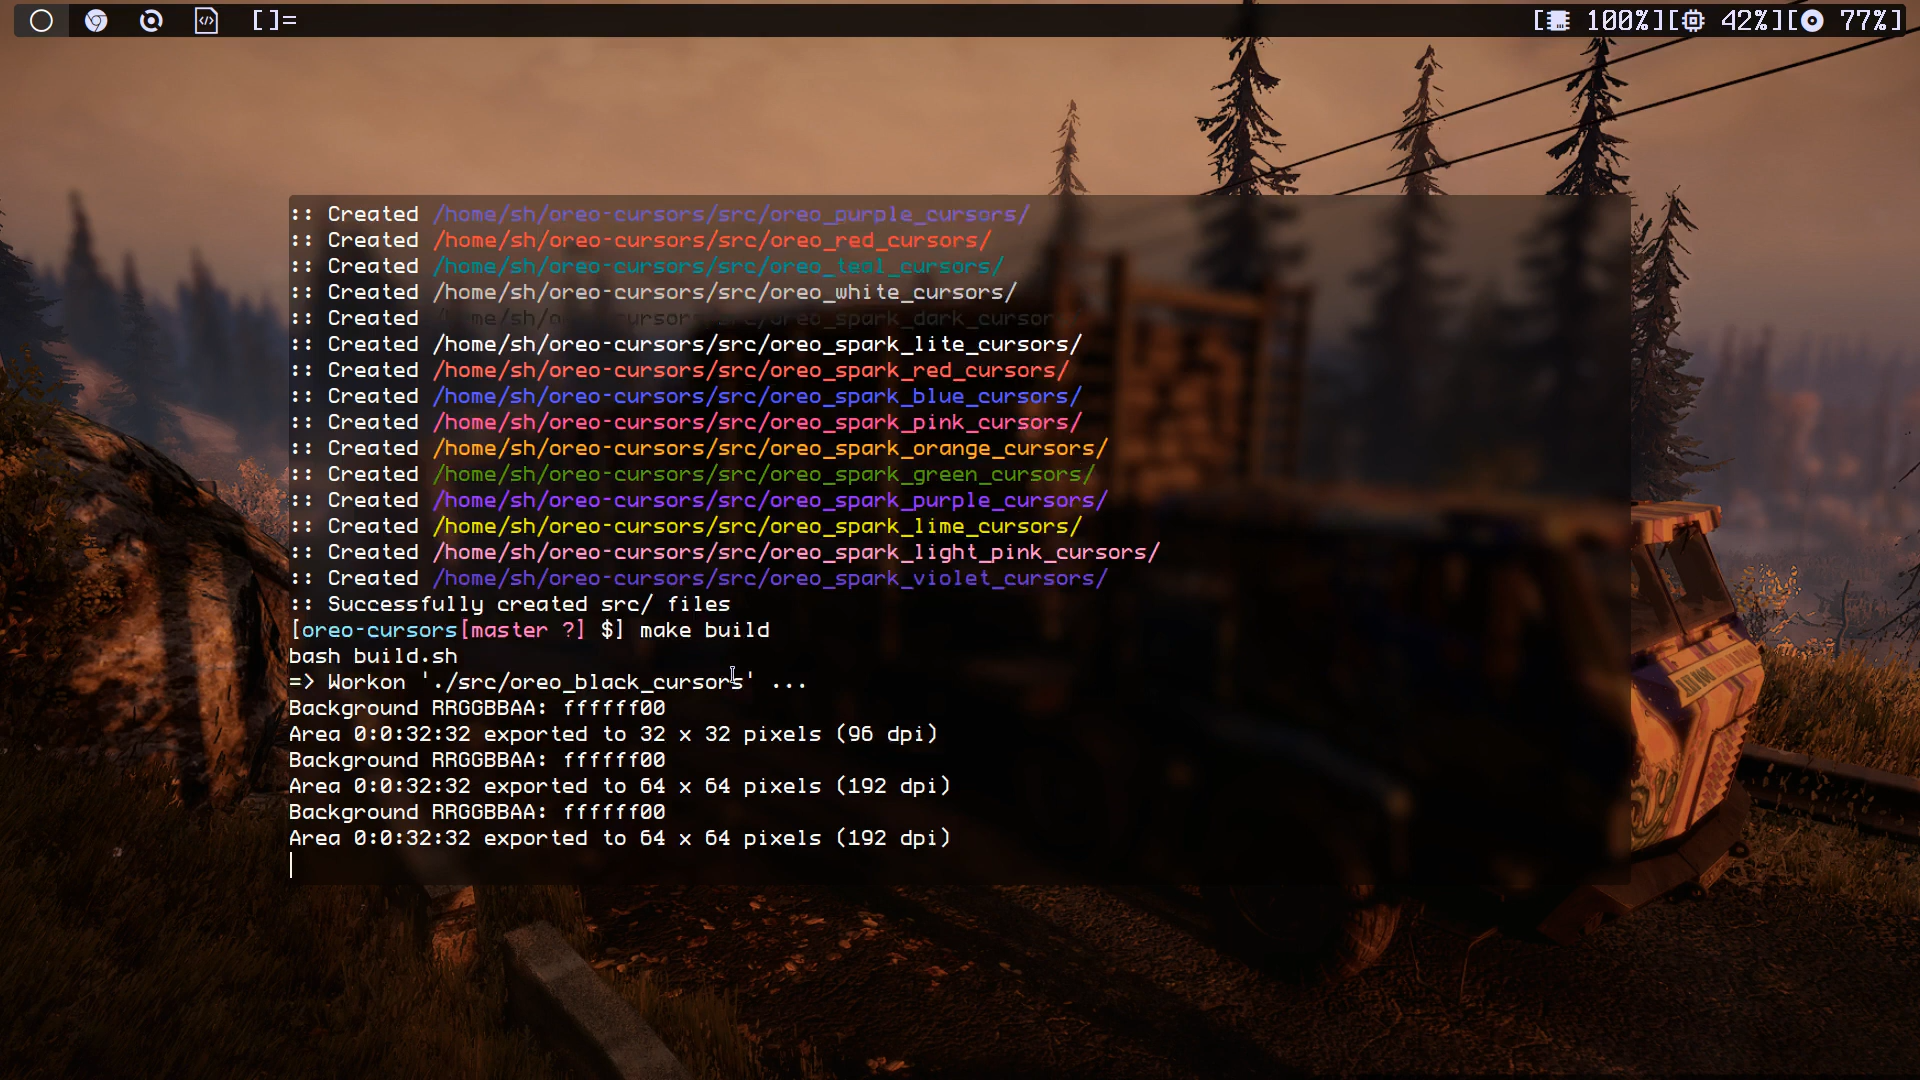 []= [ 100%][ 42%][ 77%]
:: Created /home/sh/oreo-cursors/src/oreo_purple_cursors/
:: Created /home/sh/oreo-cursors/src/oreo_red_cursors/
:: Created /home/sh/oreo-cursors/src/oreo_teal_cursors/
:: Created /home/sh/oreo-cursors/src/oreo_white_cursors/
:: Created /home/sh/oreo-cursors/src/oreo_spark_dark_cursor
:: Created /home/sh/oreo-cursors/src/oreo_spark_lite_cursors/
:: Created /home/sh/oreo-cursors/src/oreo_spark_red_cursors/
:: Created /home/sh/oreo-cursors/src/oreo_spark_blue_cursors/
:: Created /home/sh/oreo-cursors/src/oreo_spark_pink_cursors/
:: Created /home/sh/oreo-cursors/src/oreo_spark_orange_cursors/
:: Created /home/sh/oreo-cursors/src/oreo_spark_green_cursors/
:: Created /home/sh/oreo-cursors/src/oreo_spark_purple_cursors/
:: Created /home/sh/oreo-cursors/src/oreo_spark_lime_cursors/
:: Created /home/sh/oreo-cursors/src/oreo_spark_light_pink_cursors/
:: Created /home/sh/oreo-cursors/src/oreo_spark_violet_cursors/
:: Successfully created src/ files
[oreo-cursors[master ?] $] make build
bash build.sh
=> Workon './src/oreo_black_cursors' ...
Background RRGGBBAA: ffffff00
Area 0:0:32:32 exported to 32 x 32 pixels (96 dpi)
Background RRGGBBAA: ffffff00
Area 0:0:32:32 exported to 64 x 64 pixels (192 dpi)
Background RRGGBBAA: ffffff00
Area 0:0:32:32 exported to 64 x 64 pixels (192 dpi)